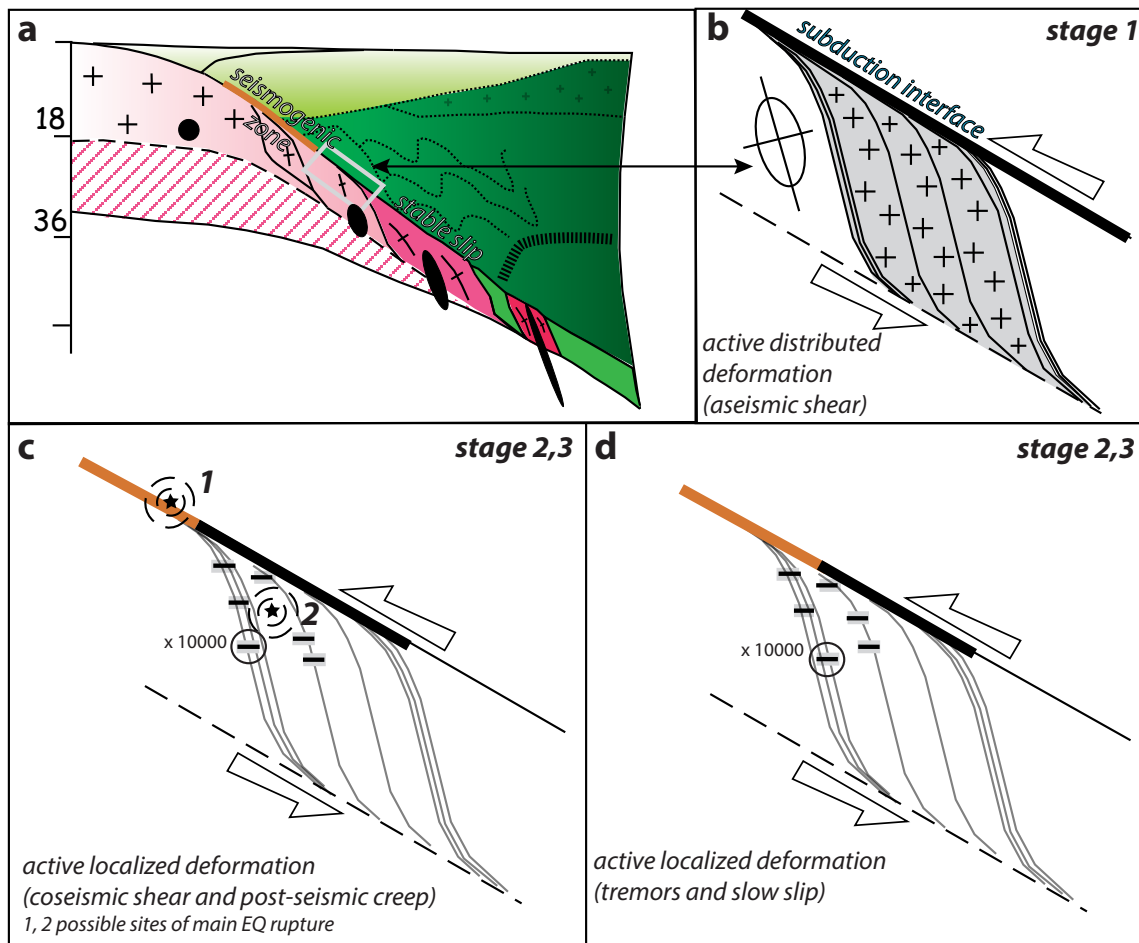 a
18
36
seismogenic
zone
stable slip
b
stage 1
subduction interface
active distributed
deformation
(aseismic shear)
c
stage 2,3
1
2
x 10000
active localized deformation
(coseismic shear and post-seismic creep)
1, 2 possible sites of main EQ rupture
d
stage 2,3
x 10000
active localized deformation
(tremors and slow slip)